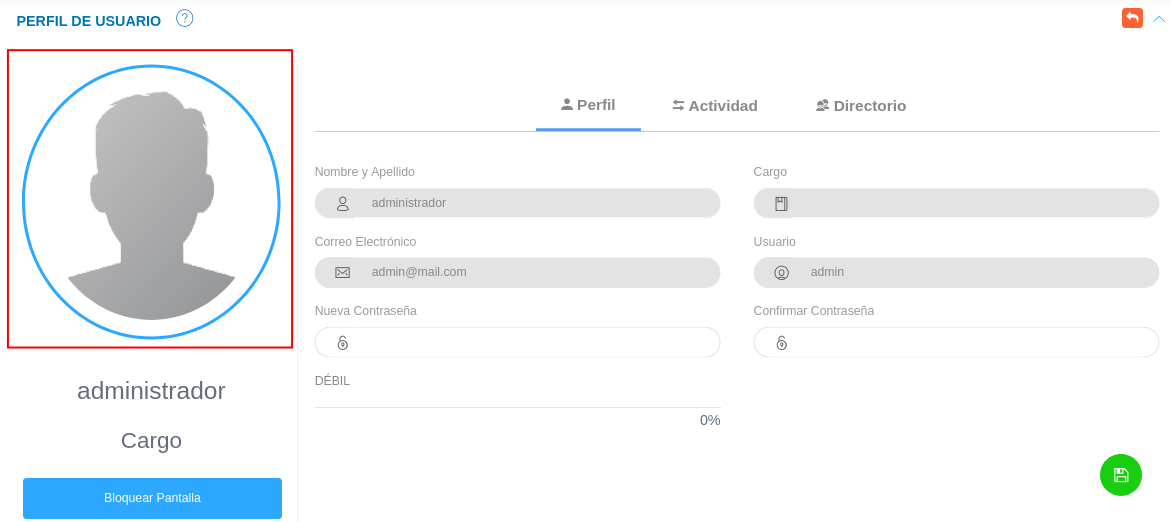 PERFIL DE USUARIO ?
Perfil
Actividad
Directorio
Nombre y Apellido
Cargo
administrador
Correo Electrónico
Usuario
admin@mail.com
admin
Nueva Contraseña
Confirmar Contraseña
DÉBIL
0%
administrador
Cargo
Bloquear Pantalla